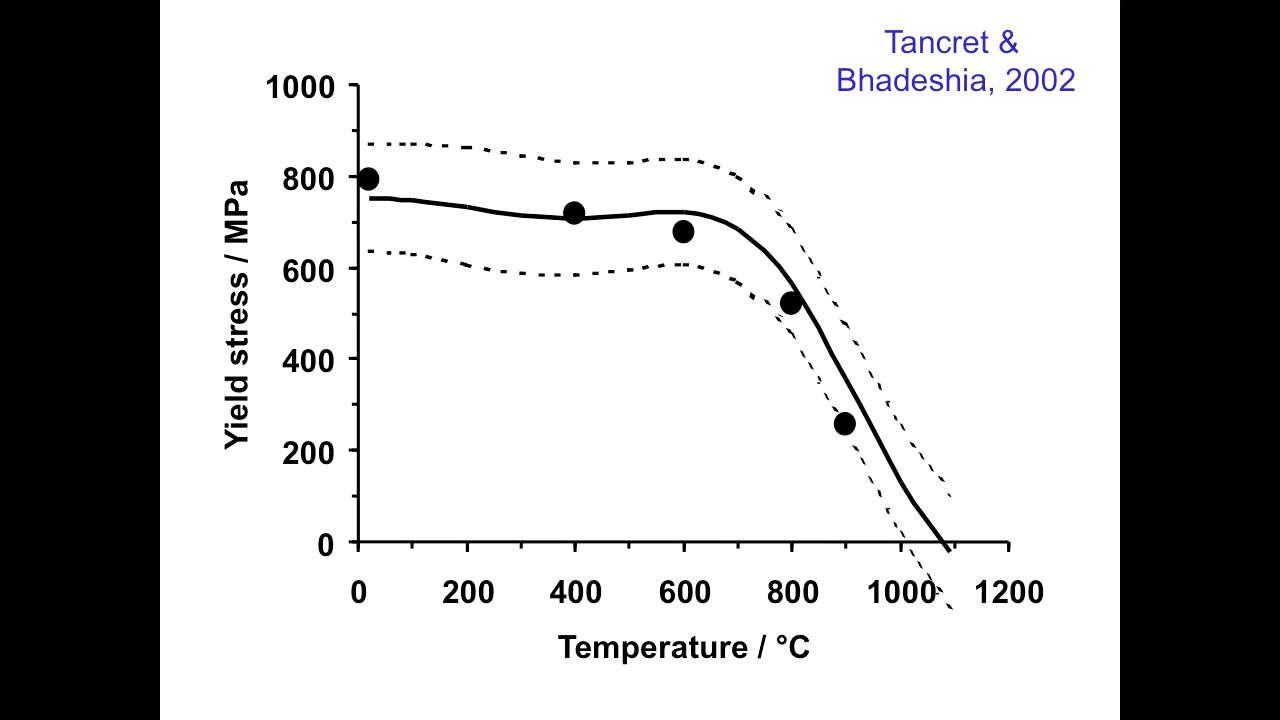 Tancret &
Bhadeshia, 2002
1000
800
600
400
200
0
Yield stress / MPa
0 200 400 600 800 1000 1200
Temperature / °C